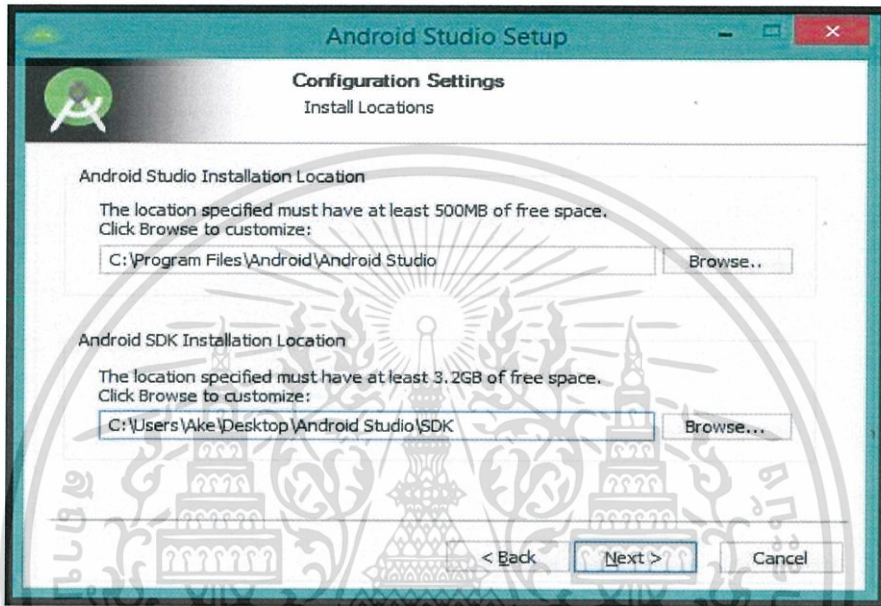 Android Studio Setup
Configuration Settings
Install Locations
Android Studio Installation Location
The location specified must have at least 500MB of free space.
Click Browse to customize:
C:\Program Files\Android\Android Studio
Browse..
Android SDK Installation Location
The location specified must have at least 3.2GB of free space.
Click Browse to customize:
C:\Users\Ake\Desktop\Android Studio\SDK
Browse...
< Back
Next >
Cancel